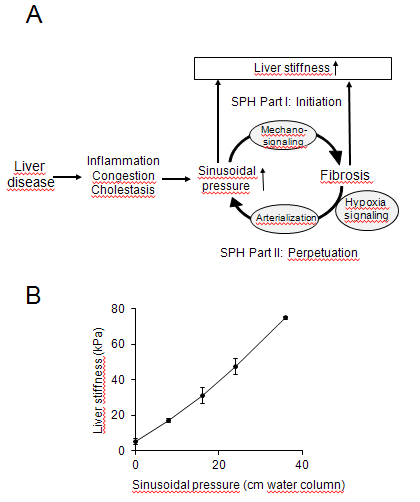 A
Liver stiffness
SPH Part I: Initiation
Mechano-
signaling
Liver
disease
Inflammation
Congestion
Cholestasis
Sinusoidal
pressure
Fibrosis
Hypoxia
signaling
Arterialization
SPH Part II: Perpetuation
B
Liver stiffness (kPa)
80
60
40
20
0
0
20
40
Sinusoidal pressure (cm water column)